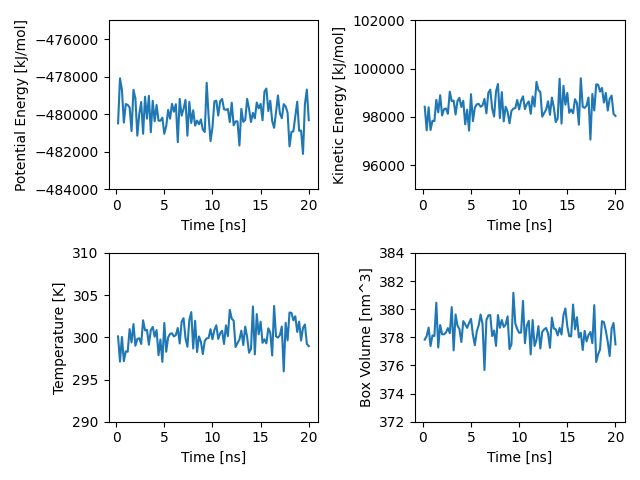 Potential Energy [kJ/mol]
−476000
−478000
−480000
−482000
−484000
0 5 10 15 20
Time [ns]
Kinetic Energy [kJ/mol]
102000
100000
98000
96000
0 5 10 15 20
Time [ns]
Temperature [K]
310
305
300
295
290
0 5 10 15 20
Time [ns]
Box Volume [nm^3]
384
382
380
378
376
374
372
0 5 10 15 20
Time [ns]